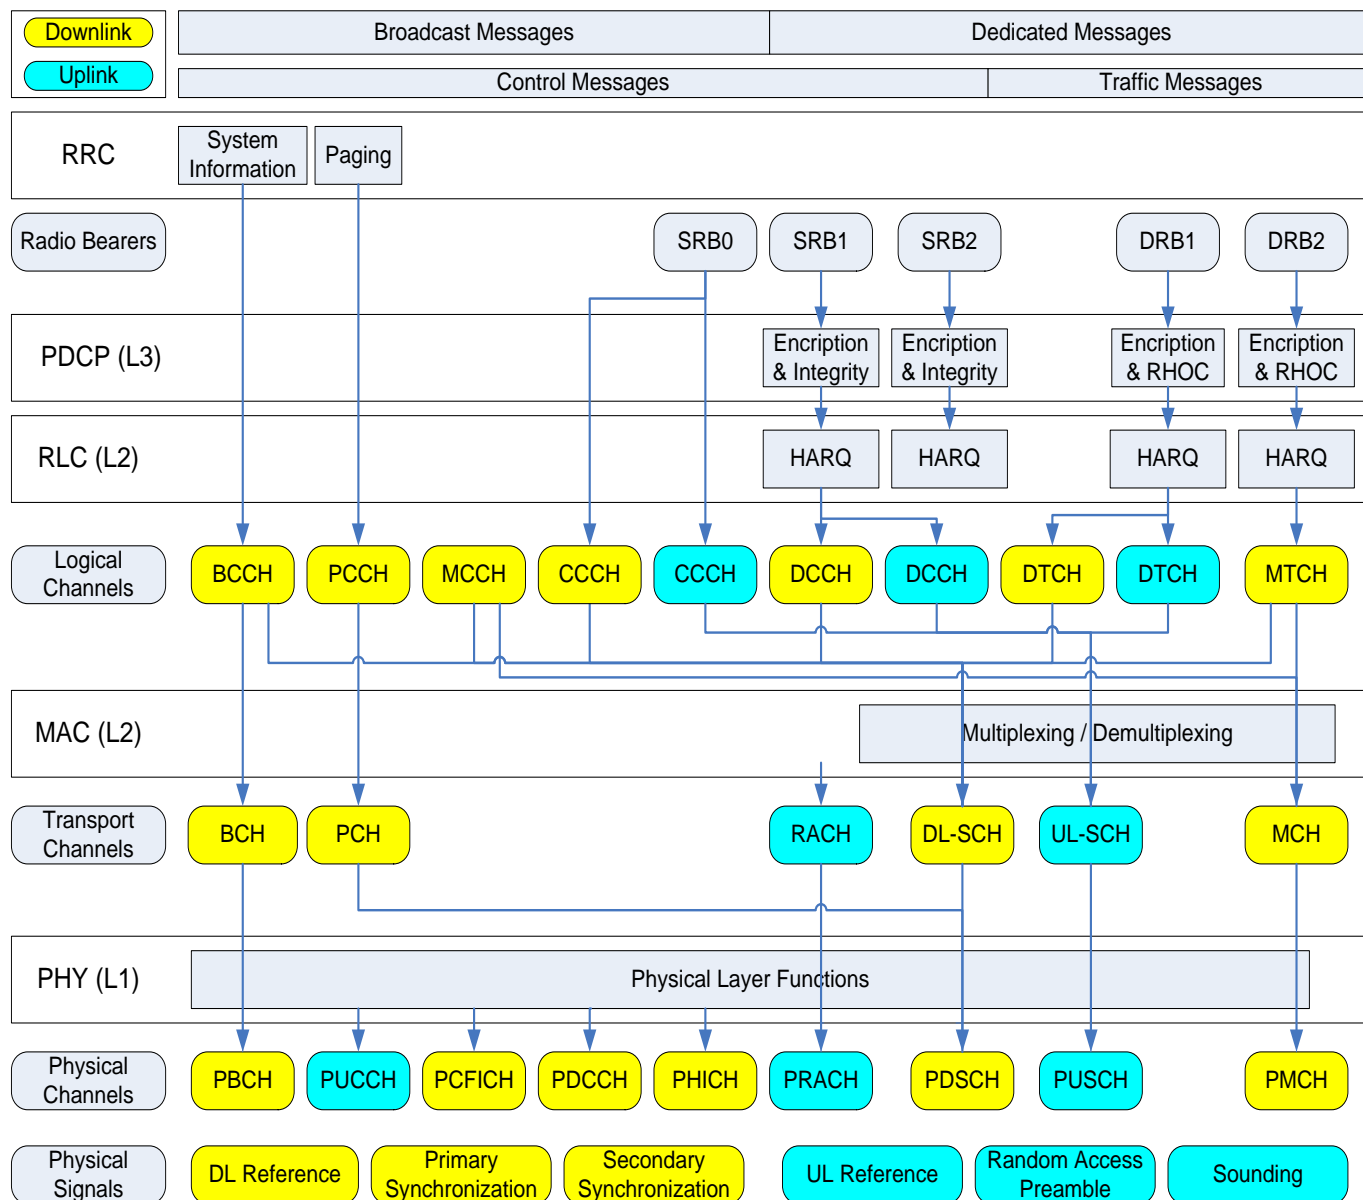 Downlink
Uplink
Broadcast Messages
Dedicated Messages
Control Messages
Traffic Messages
RRC
System
Information
Paging
Radio Bearers
SRB0
SRB1
SRB2
DRB1
DRB2
PDCP (L3)
Encription
& Integrity
Encription
& Integrity
Encription
& RHOC
Encription
& RHOC
RLC (L2)
HARQ
HARQ
HARQ
HARQ
Logical
Channels
BCCH
PCCH
MCCH
CCCH
CCCH
DCCH
DCCH
DTCH
DTCH
MTCH
MAC (L2)
Multiplexing / Demultiplexing
Transport
Channels
BCH
PCH
RACH
DL-SCH
UL-SCH
MCH
PHY (L1)
Physical Layer Functions
Physical
Channels
PBCH
PUCCH
PCFICH
PDCCH
PHICH
PRACH
PDSCH
PUSCH
PMCH
Physical
Signals
DL Reference
Primary
Synchronization
Secondary
Synchronization
UL Reference
Random Access
Preamble
Sounding